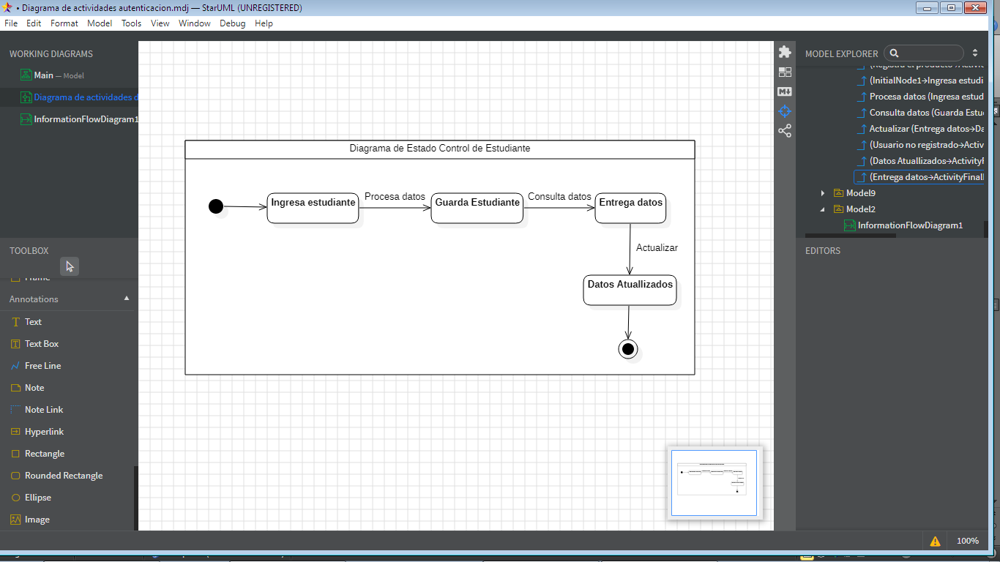 • Diagrama de actividades autenticacion.mdj — StarUML (UNREGISTERED)
File Edit Format Model Tools View Window Debug Help
WORKING DIAGRAMS
Main — Model
Diagrama de actividades d
InformationFlowDiagram1
TOOLBOX
Frame
Annotations
Text
Text Box
Free Line
Note
Note Link
Hyperlink
Rectangle
Rounded Rectangle
Ellipse
Image
Diagrama de Estado Control de Estudiante
Ingresa estudiante
Procesa datos
Guarda Estudiante
Consulta datos
Entrega datos
Actualizar
Datos Atuallizados
MODEL EXPLORER
(Registra el producto→Activit
(InitialNode1→Ingresa estudi
Procesa datos (Ingresa estud
Consulta datos (Guarda Estu
Actualizar (Entrega datos→Da
(Usuario no registrado→Activ
(Datos Atuallizados→ActivityF
(Entrega datos→ActivityFinal
Model9
Model2
InformationFlowDiagram1
EDITORS
100%